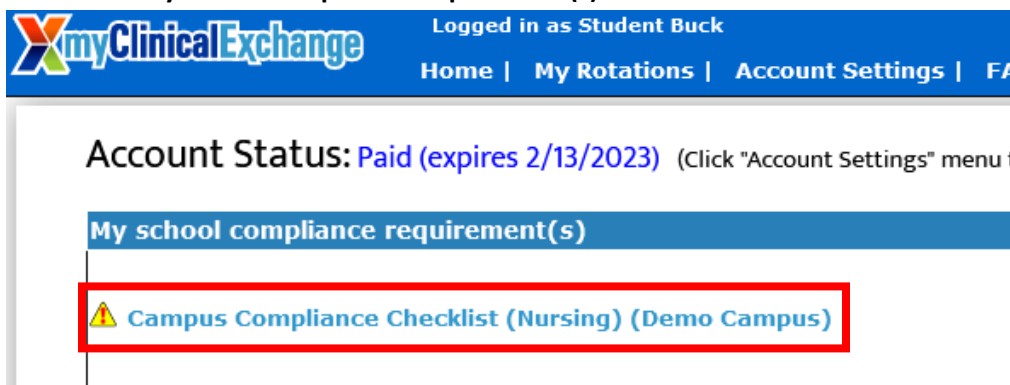 myClinicalExchange
Logged in as Student Buck
Home | My Rotations | Account Settings |
Account Status: Paid (expires 2/13/2023) (Click "Account Settings" menu
My school compliance requirement(s)
Campus Compliance Checklist (Nursing) (Demo Campus)